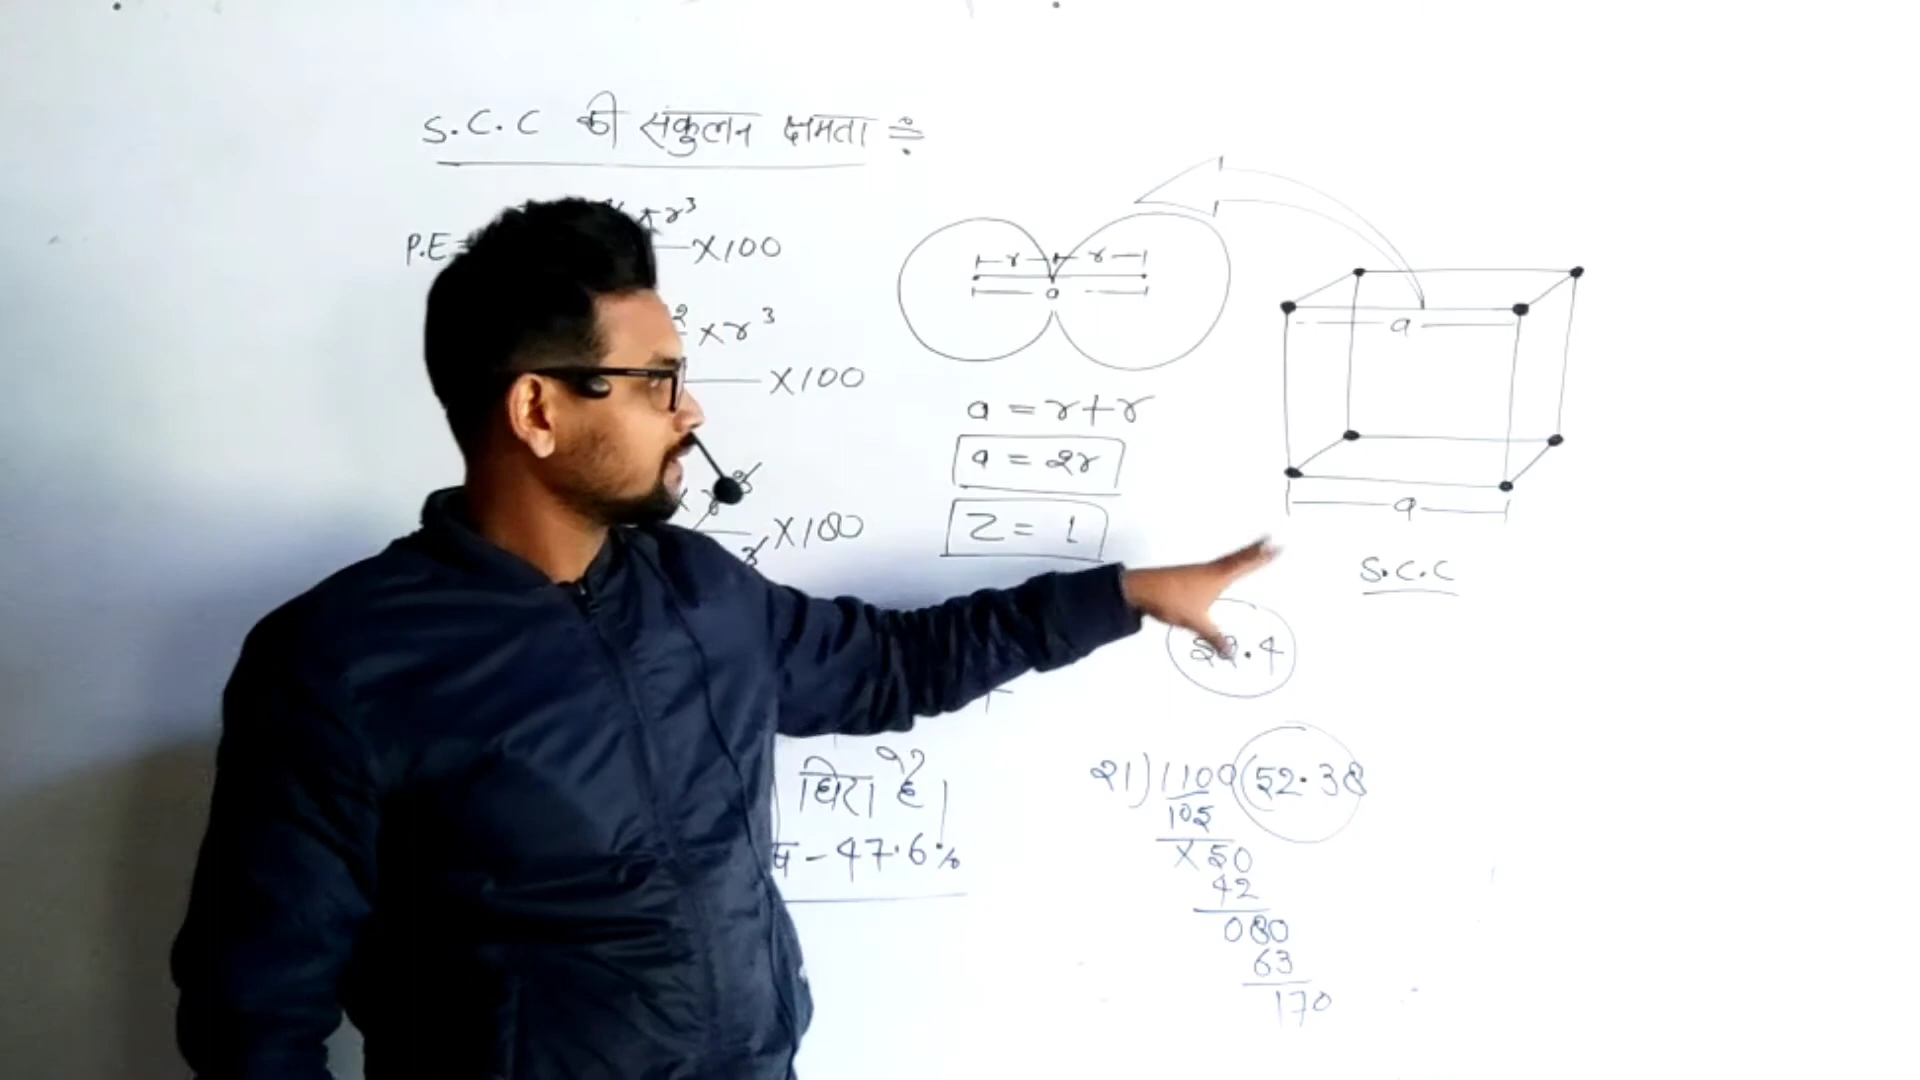 S.C.C की संकुलन क्षमता ÷
P.E=
×r³
×100
2 ×r³
×100
×100
r r
a
a = r+r
a = 2r
Z = 1
a
a
S.C.C
52.4
घिरा है।
47.6%
21)1100(52.38
105
×50
42
080
63
170